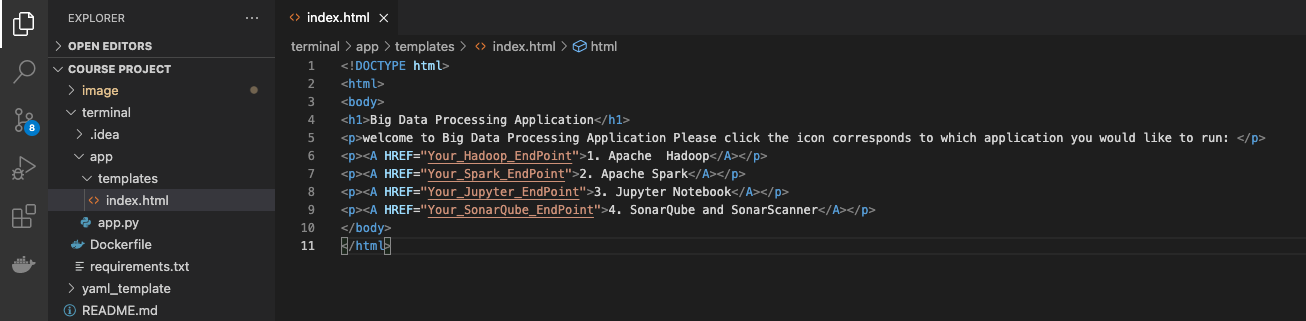 EXPLORER
OPEN EDITORS
COURSE PROJECT
image
terminal
.idea
app
templates
index.html
app.py
Dockerfile
requirements.txt
yaml_template
README.md
8
index.html
terminal > app > templates > index.html > html
1 <!DOCTYPE html>
2 <html>
3 <body>
4 <h1>Big Data Processing Application</h1>
5 <p>welcome to Big Data Processing Application Please click the icon corresponds to which application you would like to run: </p>
6 <p><A HREF="Your_Hadoop_EndPoint">1. Apache  Hadoop</A></p>
7 <p><A HREF="Your_Spark_EndPoint">2. Apache Spark</A></p>
8 <p><A HREF="Your_Jupyter_EndPoint">3. Jupyter Notebook</A></p>
9 <p><A HREF="Your_SonarQube_EndPoint">4. SonarQube and SonarScanner</A></p>
10 </body>
11 </html>